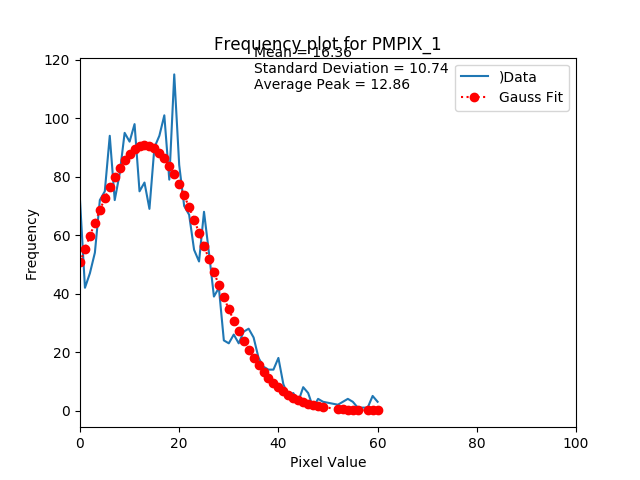 Frequency plot for PMPIX_1
Mean = 16.36
Standard Deviation = 10.74
Average Peak = 12.86
)Data
Gauss Fit
Frequency
120
100
80
60
40
20
0
0 20 40 60 80 100
Pixel Value